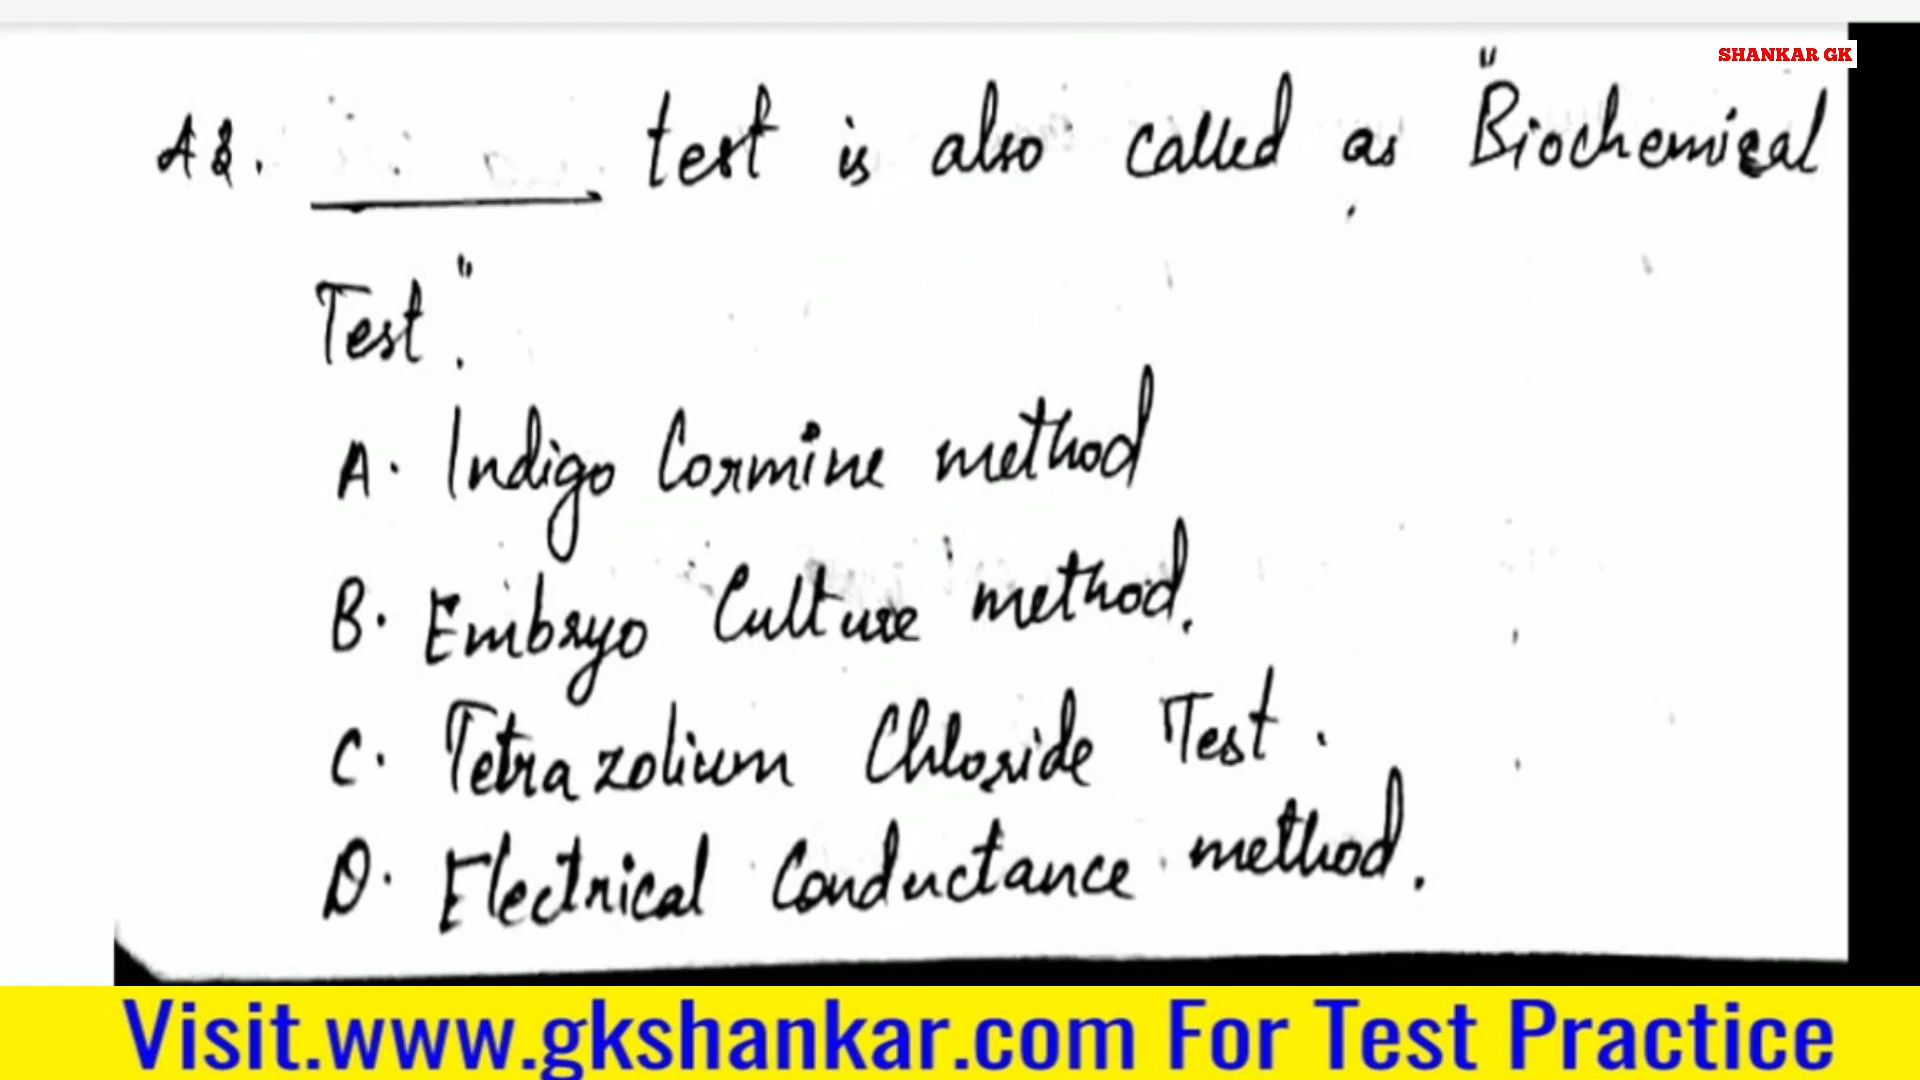 SHANKAR GK
48. ________ test is also called as "Biochemical
Test".
A. Indigo Cormine method
B. Embryo Culture method.
C. Tetrazolium Chloride Test.
D. Electrical Conductance method.
Visit.www.gkshankar.com For Test Practice